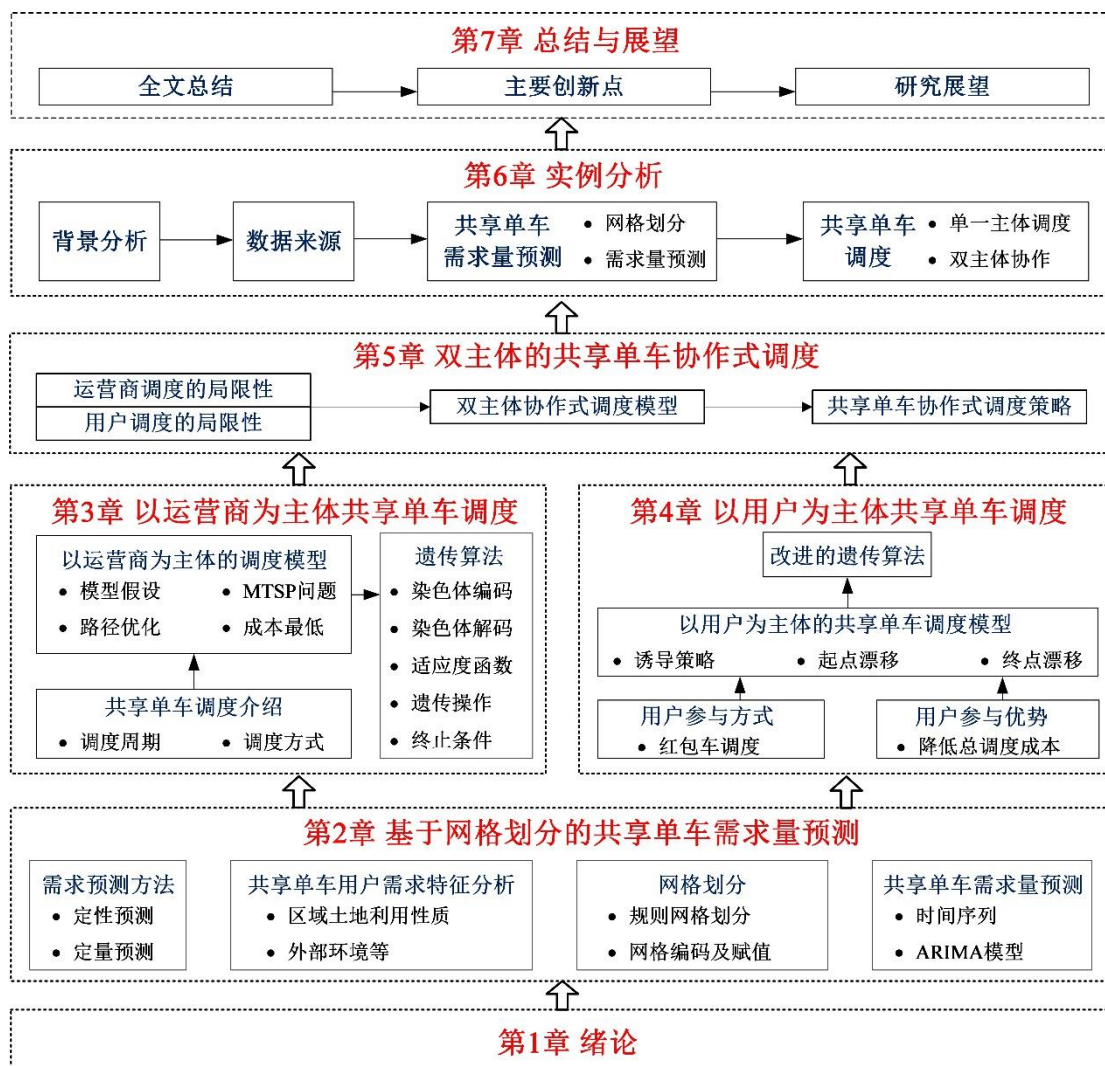 第7章 总结与展望
全文总结
主要创新点
研究展望
第6章 实例分析
背景分析
数据来源
共享单车
需求量预测
• 网格划分
• 需求量预测
共享单车
调度
• 单一主体调度
• 双主体协作
第5章 双主体的共享单车协作式调度
运营商调度的局限性
用户调度的局限性
双主体协作式调度模型
共享单车协作式调度策略
第3章 以运营商为主体共享单车调度
以运营商为主体的调度模型
• 模型假设
• MTSP问题
• 路径优化
• 成本最低
共享单车调度介绍
• 调度周期
• 调度方式
遗传算法
• 染色体编码
• 染色体解码
• 适应度函数
• 遗传操作
• 终止条件
第4章 以用户为主体共享单车调度
改进的遗传算法
以用户为主体的共享单车调度模型
• 诱导策略
• 起点漂移
• 终点漂移
用户参与方式
• 红包车调度
用户参与优势
• 降低总调度成本
第2章 基于网格划分的共享单车需求量预测
需求预测方法
• 定性预测
• 定量预测
共享单车用户需求特征分析
• 区域土地利用性质
• 外部环境等
网格划分
• 规则网格划分
• 网格编码及赋值
共享单车需求量预测
• 时间序列
• ARIMA模型
第1章 绪论